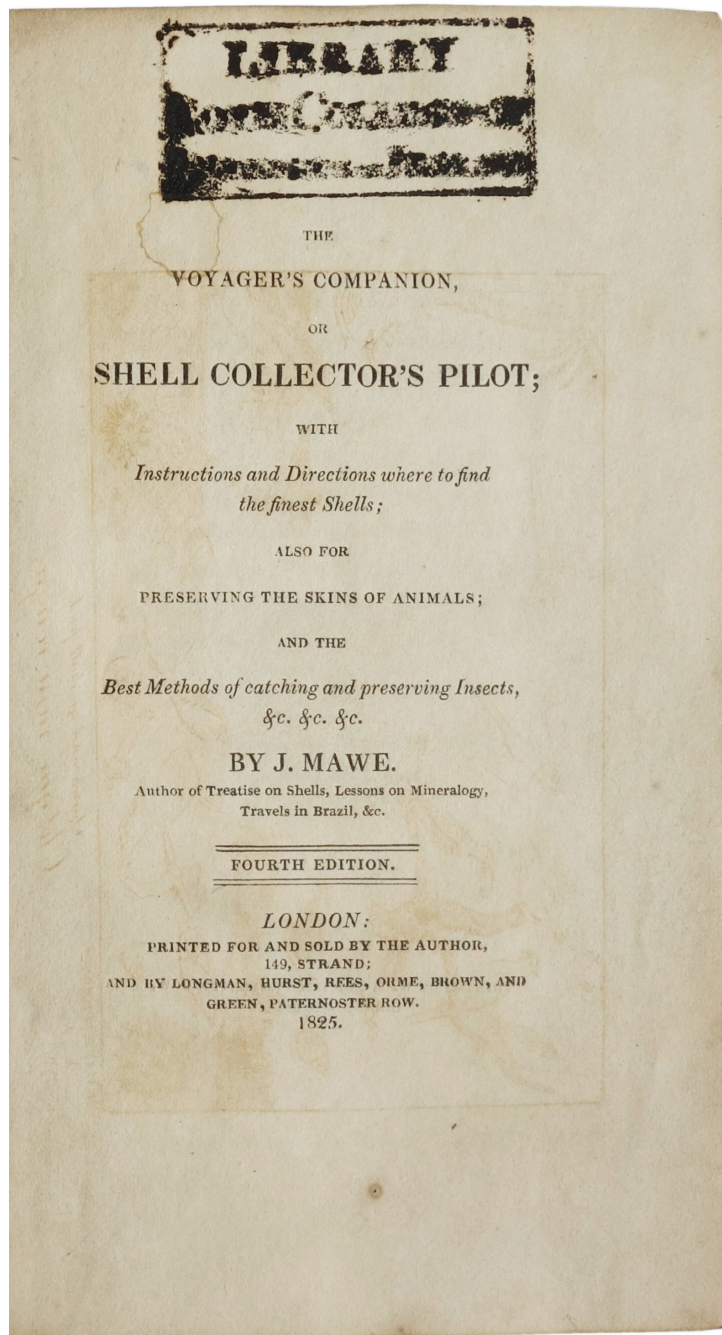 LIBRARY
THE
VOYAGER'S COMPANION,
OR
SHELL COLLECTOR'S PILOT;
WITH
Instructions and Directions where to find
the finest Shells;
ALSO FOR
PRESERVING THE SKINS OF ANIMALS;
AND THE
Best Methods of catching and preserving Insects,
&c. &c. &c.
BY J. MAWE.
Author of Treatise on Shells, Lessons on Mineralogy,
Travels in Brazil, &c.
FOURTH EDITION.
LONDON:
PRINTED FOR AND SOLD BY THE AUTHOR,
149, STRAND;
AND BY LONGMAN, HURST, REES, ORME, BROWN, AND
GREEN, PATERNOSTER ROW.
1825.